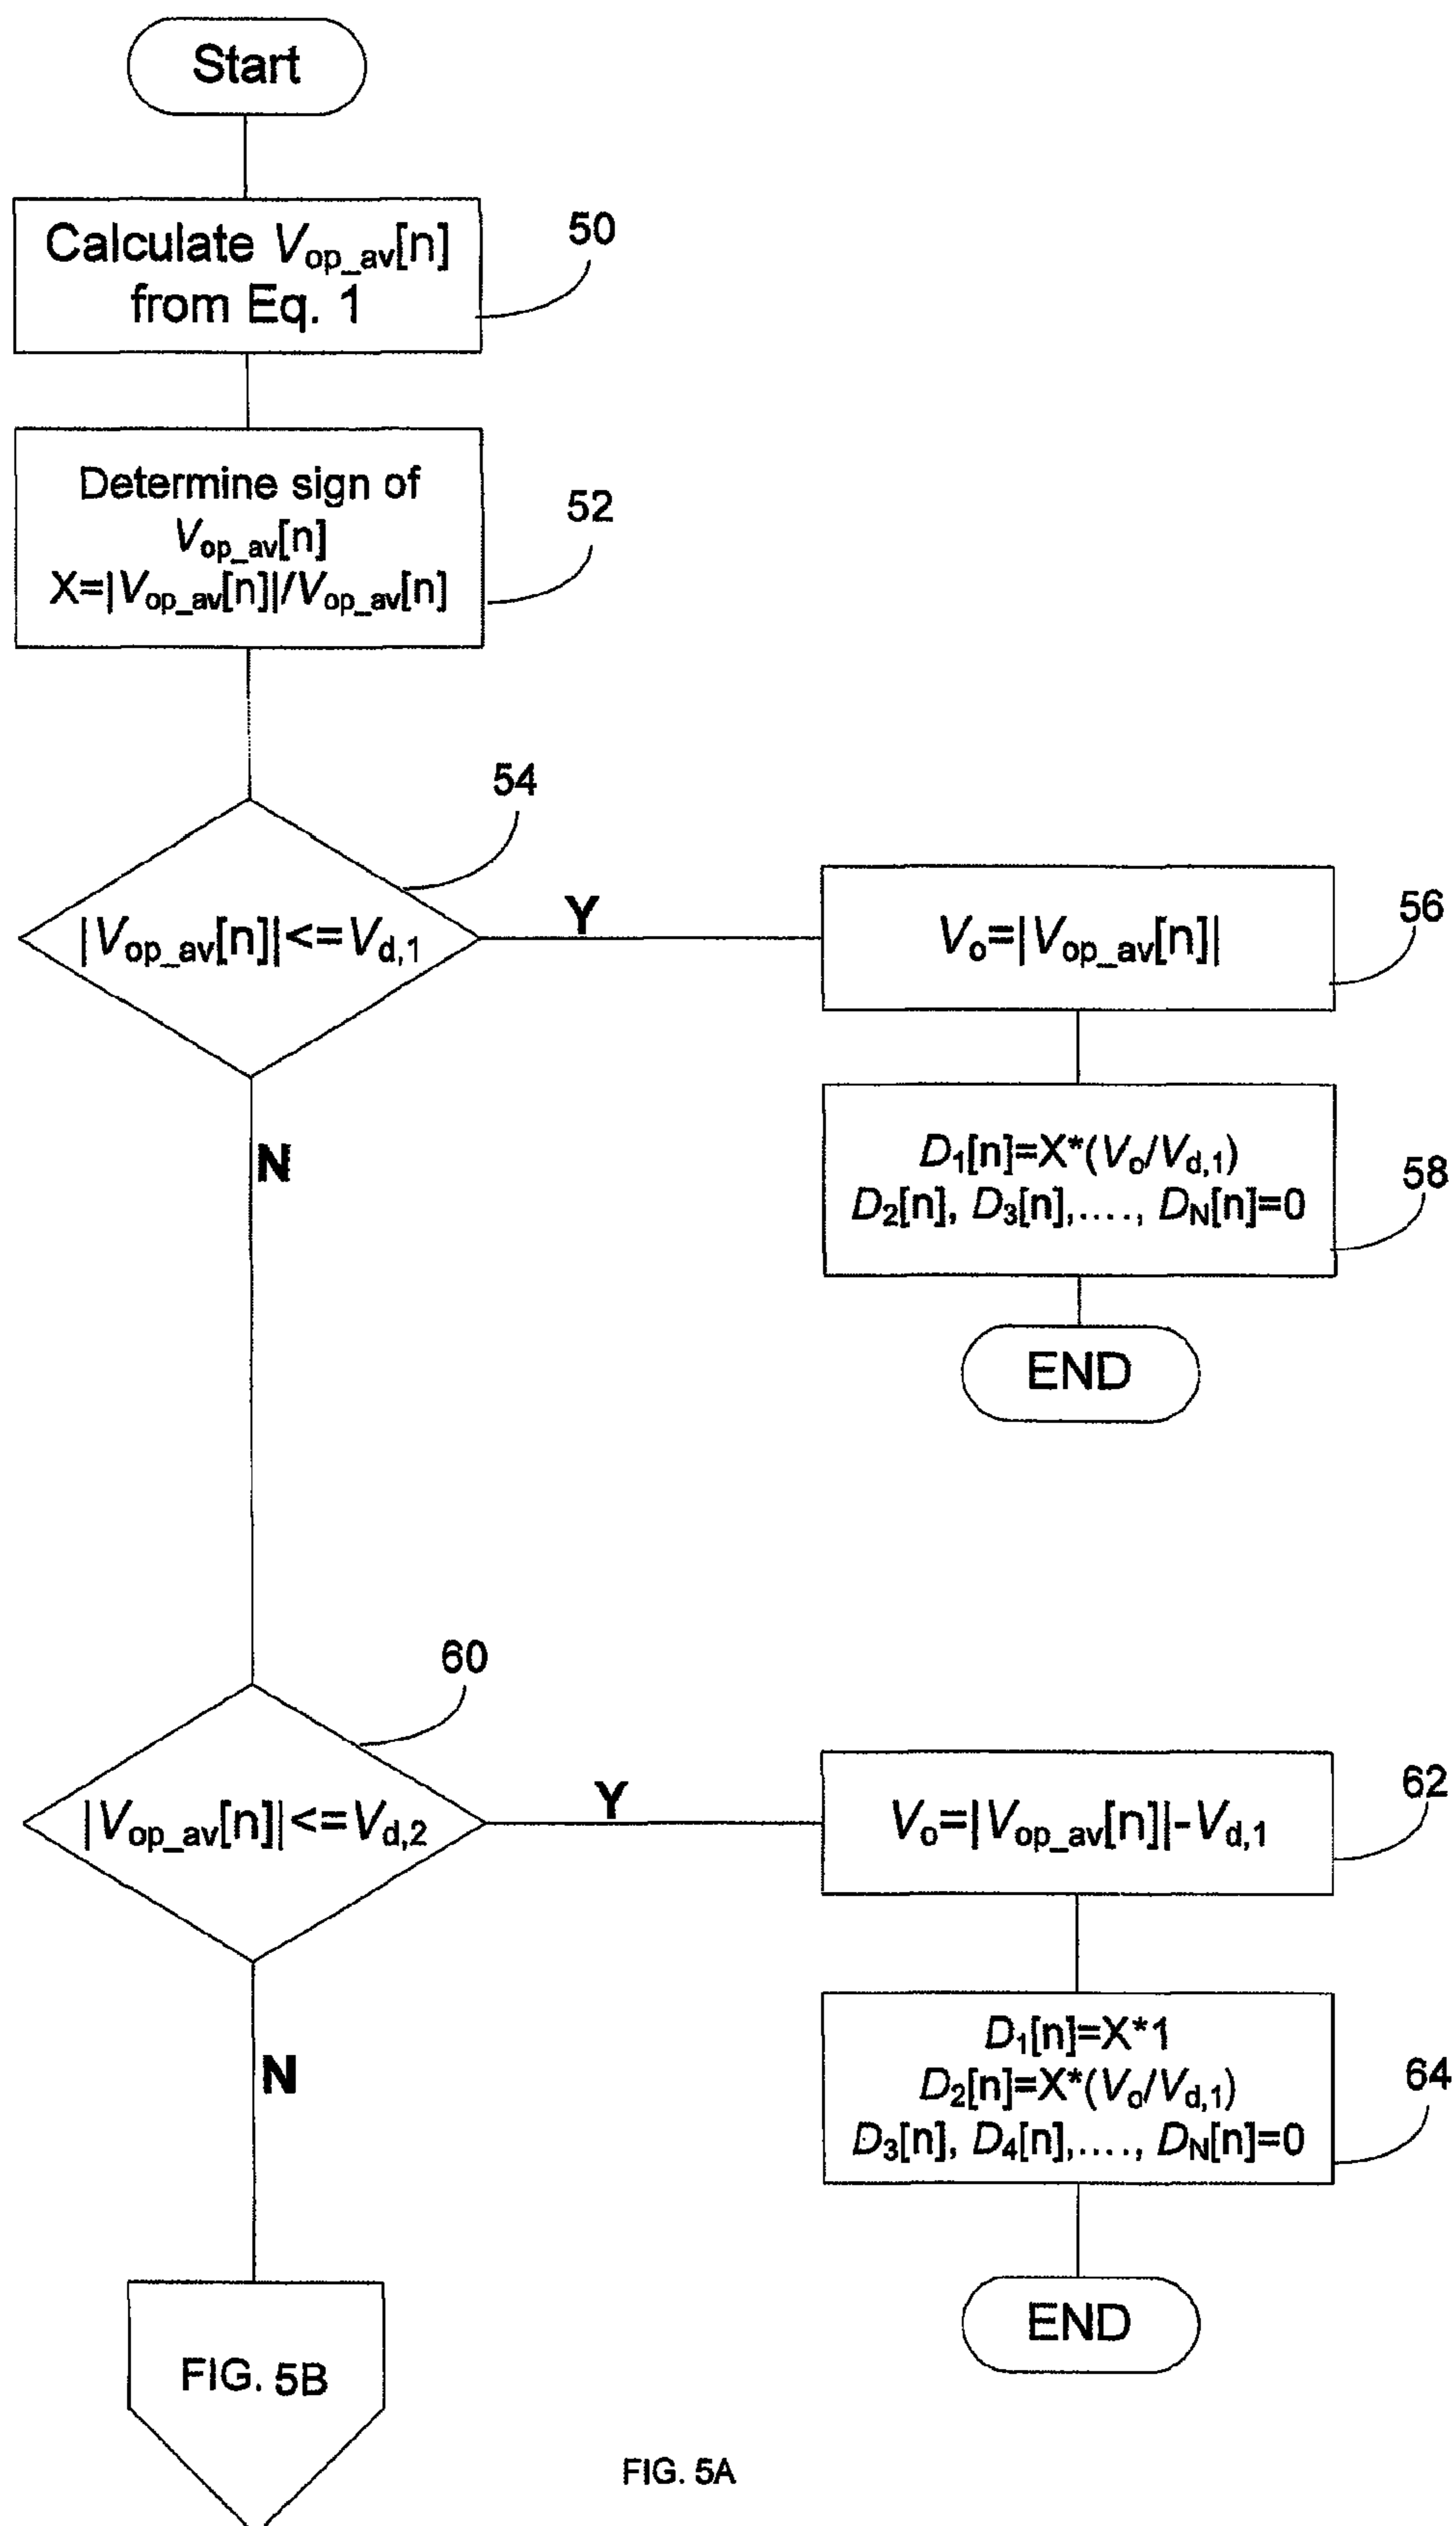 Start
Calculate Vop_av[n]
from Eq. 1
50
Determine sign of
Vop_av[n]
X=|Vop_av[n]|/Vop_av[n]
52
54
|Vop_av[n]|<=Vd,1
Y
Vo=|Vop_av[n]|
56
N
D1[n]=X*(Vo/Vd,1)
D2[n], D3[n],...., DN[n]=0
58
END
60
|Vop_av[n]|<=Vd,2
Y
Vo=|Vop_av[n]|-Vd,1
62
N
D1[n]=X*1
D2[n]=X*(Vo/Vd,1)
D3[n], D4[n],...., DN[n]=0
64
END
FIG. 5B
FIG. 5A